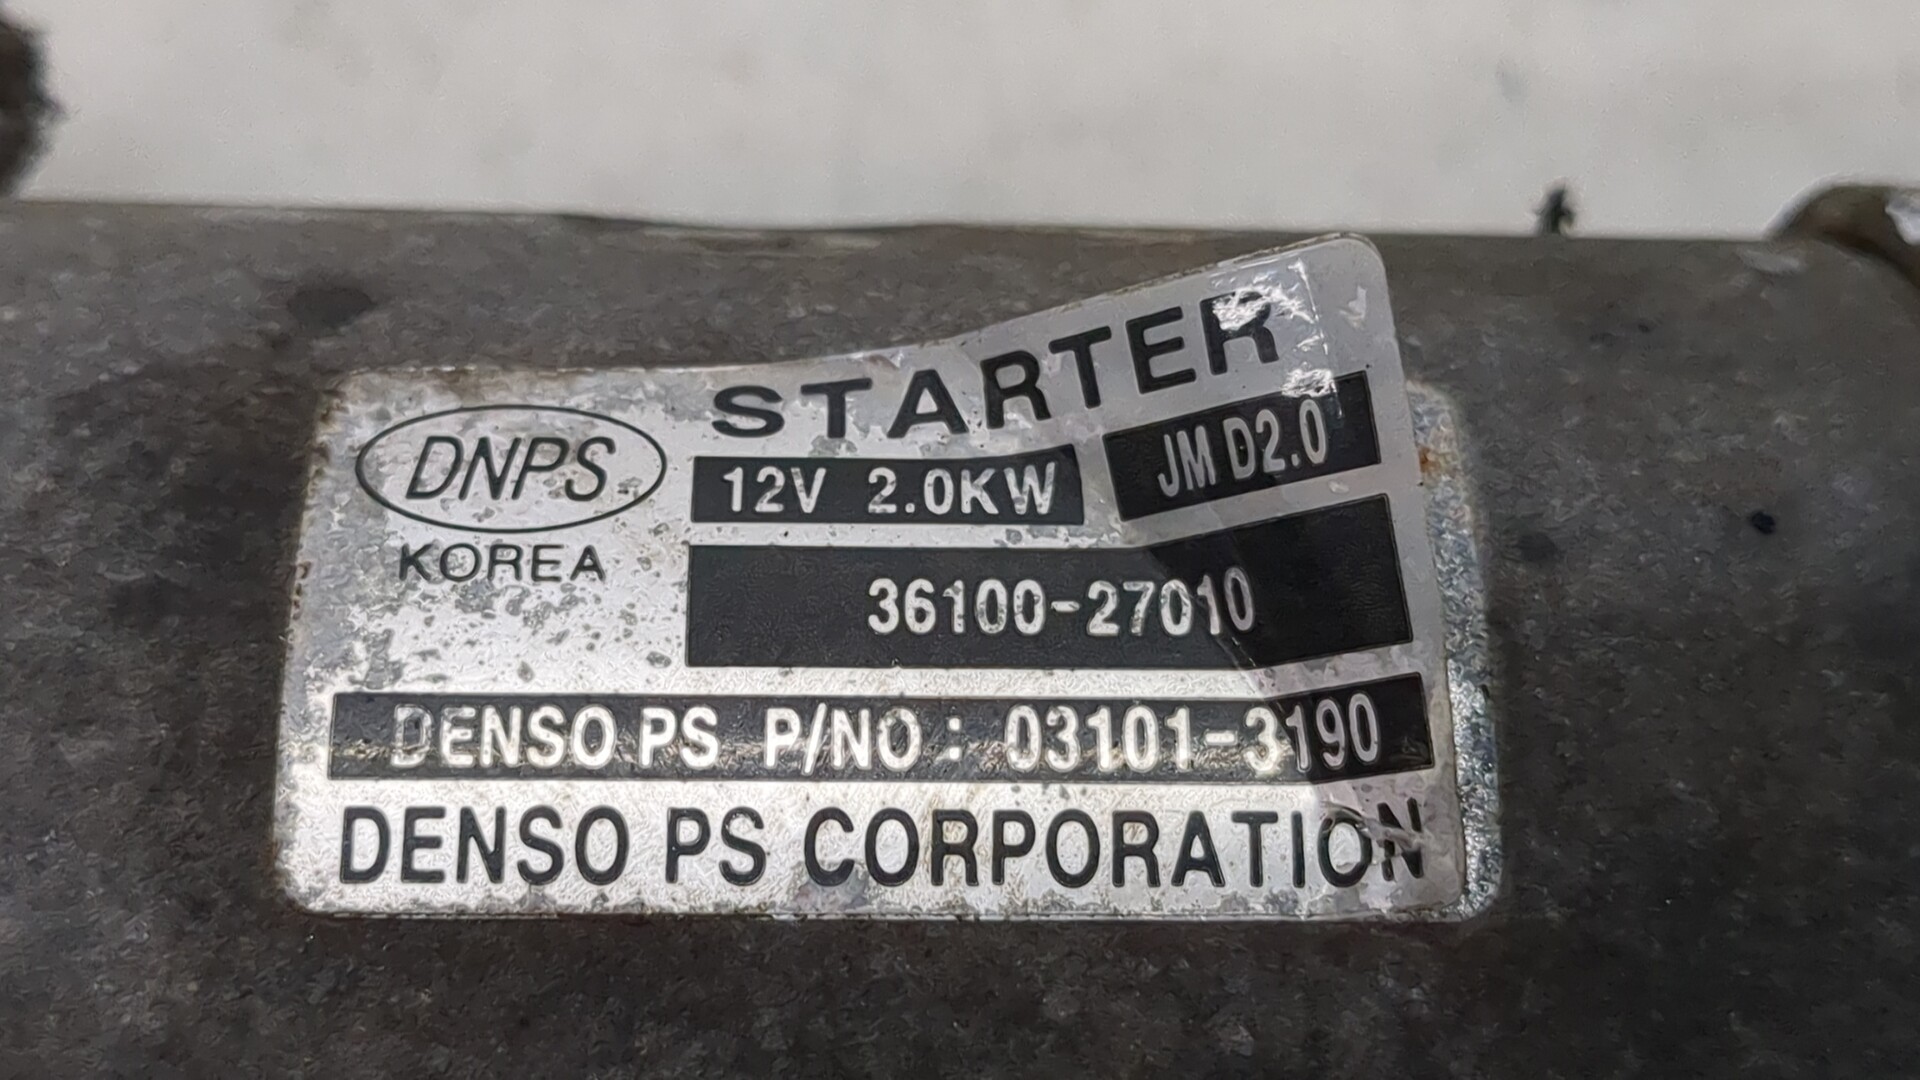 STARTER
DNPS
12V 2.0KW
JM D2.0
KOREA
36100-27010
DENSO PS P/NO: 03101-3190
DENSO PS CORPORATION